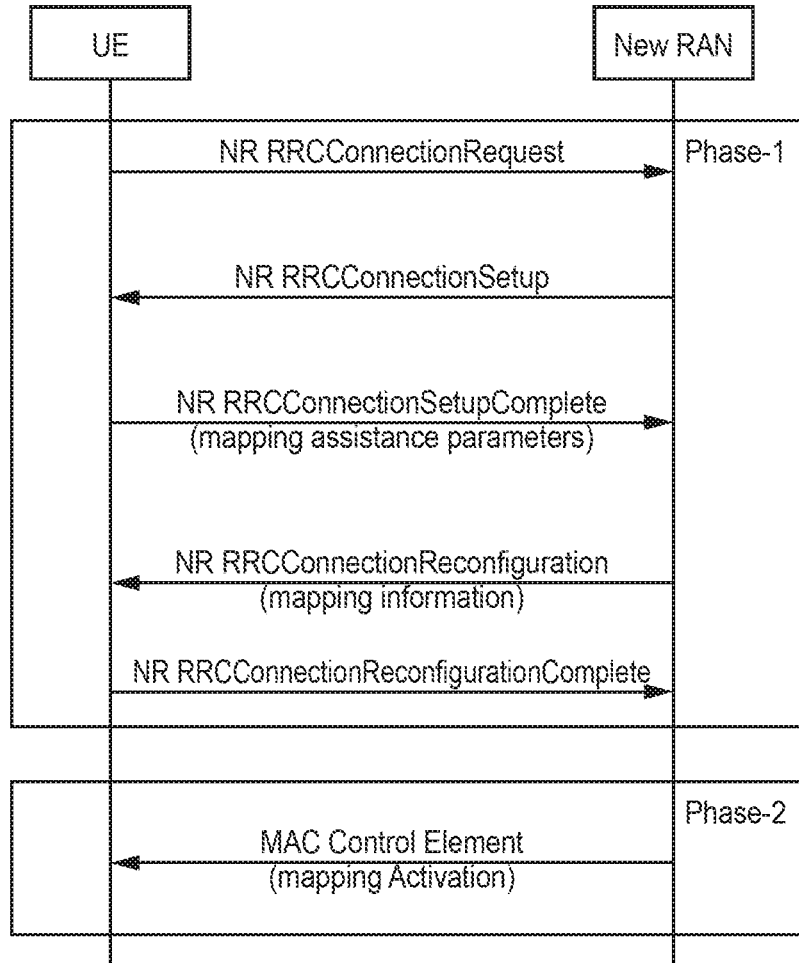 UE
New RAN
Phase-1
NR RRCConnectionRequest
NR RRCConnectionSetup
NR RRCConnectionSetupComplete
(mapping assistance parameters)
NR RRCConnectionReconfiguration
(mapping information)
NR RRCConnectionReconfigurationComplete
Phase-2
MAC Control Element
(mapping Activation)